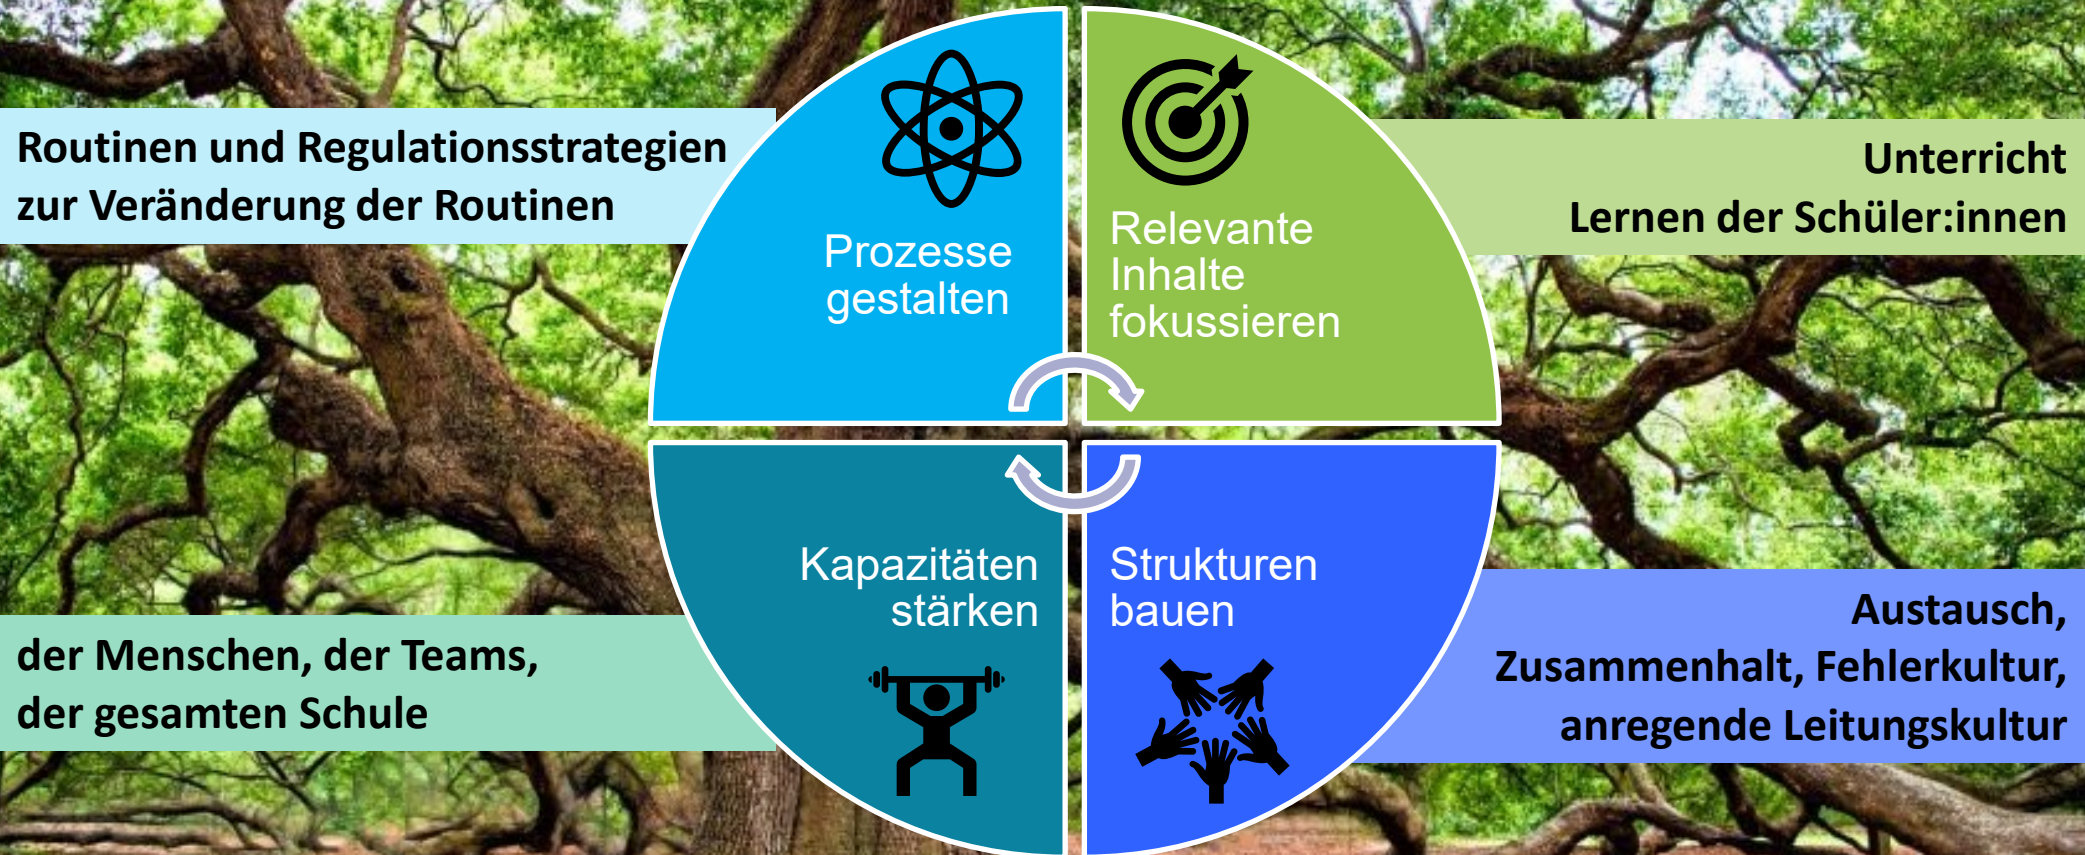 Routinen und Regulationsstrategien
zur Veränderung der Routinen
Prozesse
gestalten
Relevante
Inhalte
fokussieren
Unterricht
Lernen der Schüler:innen
der Menschen, der Teams,
der gesamten Schule
Kapazitäten
stärken
Strukturen
bauen
Austausch,
Zusammenhalt, Fehlerkultur,
anregende Leitungskultur